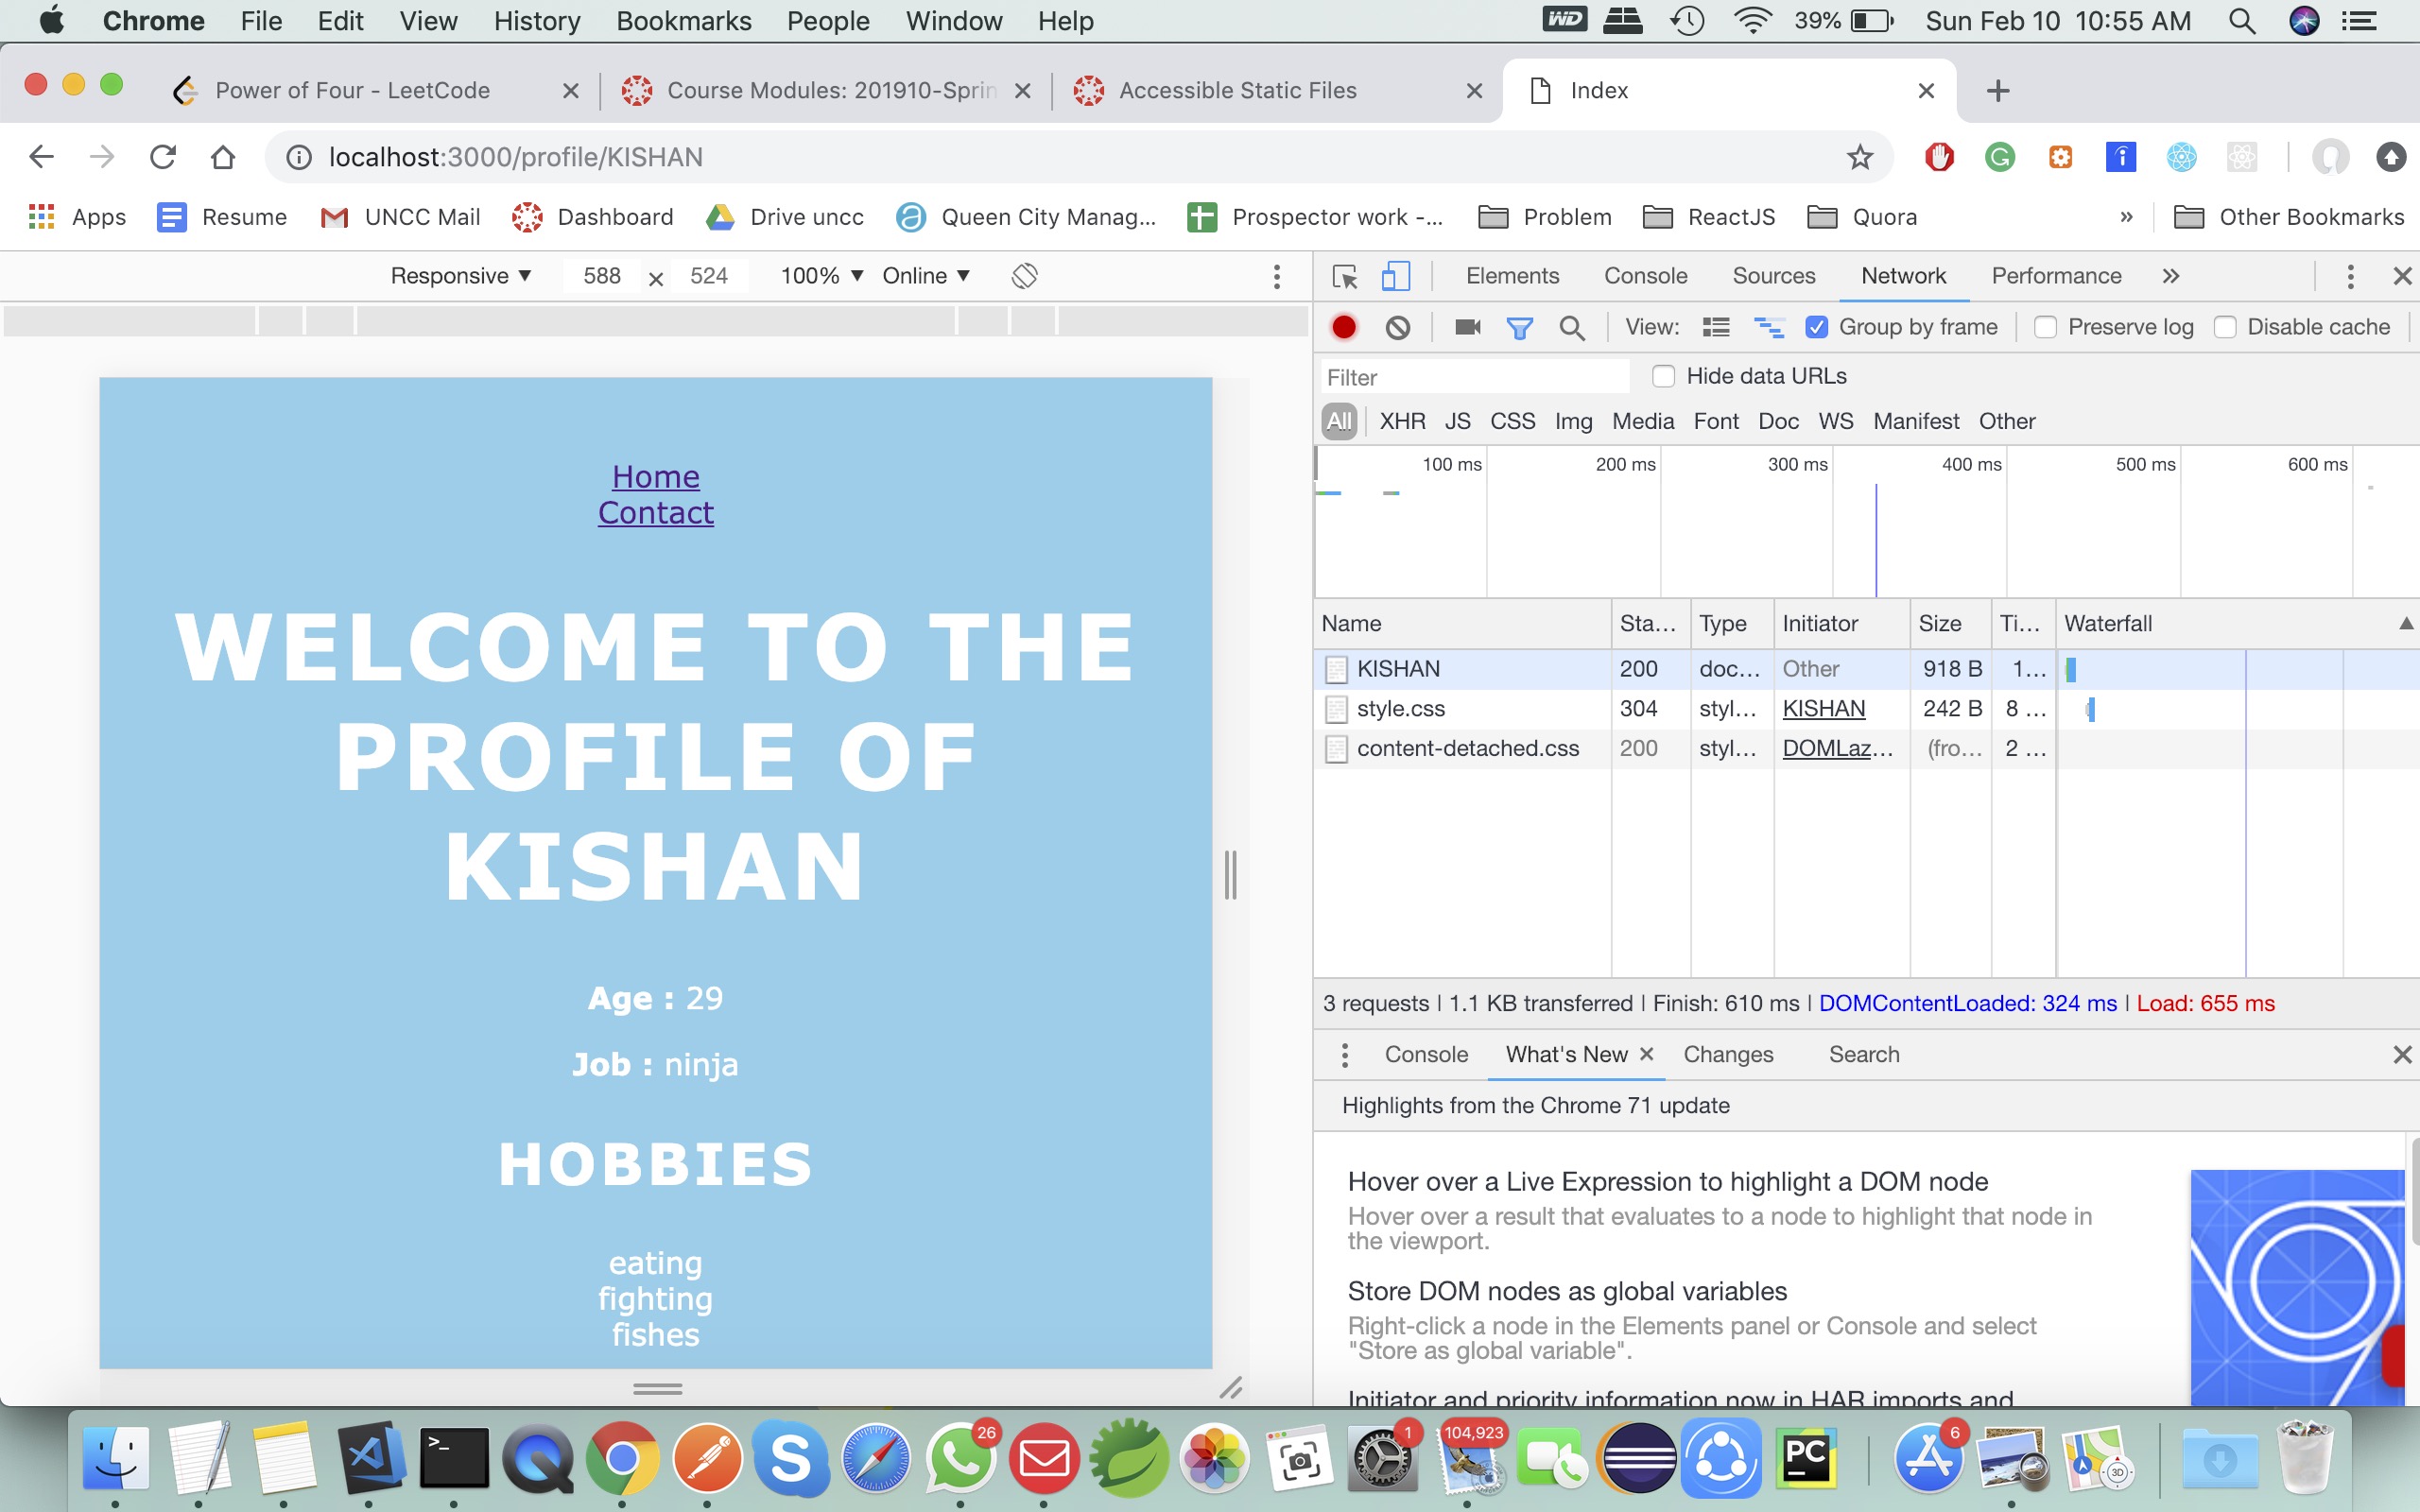 Chrome File Edit View History Bookmarks People Window Help WD 39% Sun Feb 10 10:55 AM
Power of Four - LeetCode Course Modules: 201910-Sprin Accessible Static Files Index
localhost:3000/profile/KISHAN
Apps Resume UNCC Mail Dashboard Drive uncc Queen City Manag... Prospector work -... Problem ReactJS Quora » Other Bookmarks
Responsive ▼ 588 × 524 100% ▼ Online ▼
Elements Console Sources Network Performance »
View: Group by frame Preserve log Disable cache
Filter Hide data URLs
All XHR JS CSS Img Media Font Doc WS Manifest Other
100 ms 200 ms 300 ms 400 ms 500 ms 600 ms
Name Sta... Type Initiator Size Ti... Waterfall
KISHAN 200 doc... Other 918 B 1...
style.css 304 styl... KISHAN 242 B 8 ...
content-detached.css 200 styl... DOMLaz... (fro... 2 ...
3 requests | 1.1 KB transferred | Finish: 610 ms | DOMContentLoaded: 324 ms | Load: 655 ms
Console What's New × Changes Search
Highlights from the Chrome 71 update
Hover over a Live Expression to highlight a DOM node
Hover over a result that evaluates to a node to highlight that node in
the viewport.
Store DOM nodes as global variables
Right-click a node in the Elements panel or Console and select
"Store as global variable".
Initiator and priority information now in HAR imports and
Home
Contact
WELCOME TO THE
PROFILE OF
KISHAN
Age : 29
Job : ninja
HOBBIES
eating
fighting
fishes
26 1 104,923 PC 6 3D